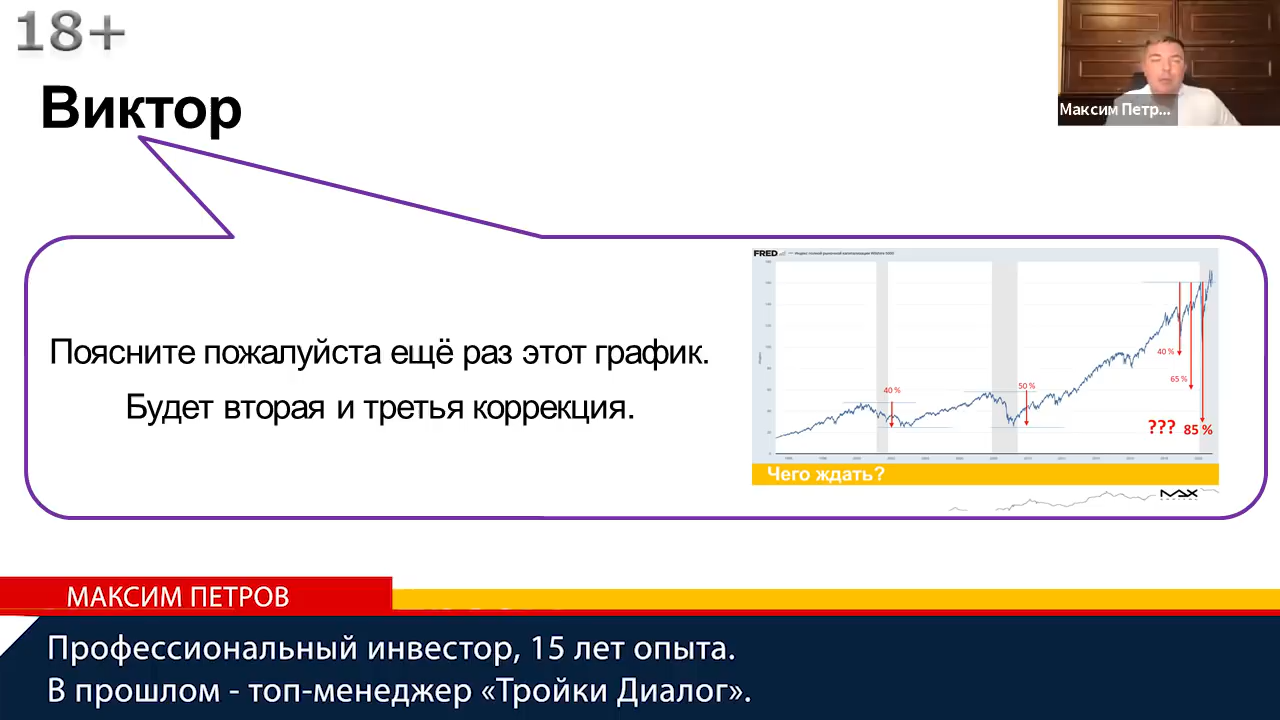 18+
Виктор
Максим Петр...
Поясните пожалуйста ещё раз этот график.
Будет вторая и третья коррекция.
FRED
40 %
50 %
40 %
65 %
??? 85 %
Чего ждать?
MAX
МАКСИМ ПЕТРОВ
Профессиональный инвестор, 15 лет опыта.
В прошлом - топ-менеджер «Тройки Диалог».